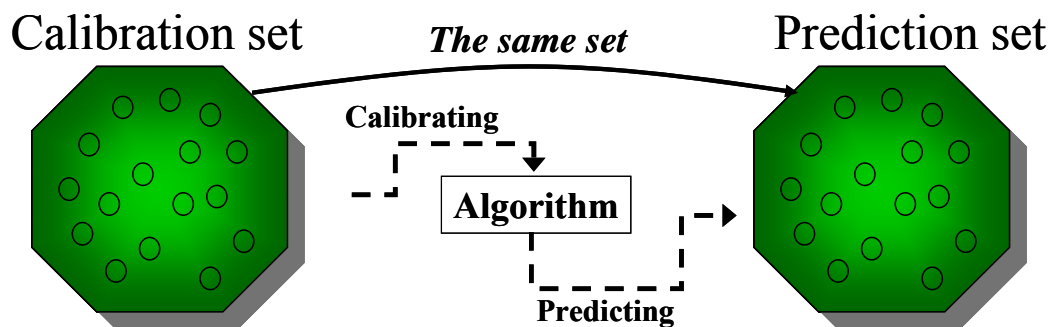 Calibration set
The same set
Prediction set
Calibrating
Algorithm
Predicting